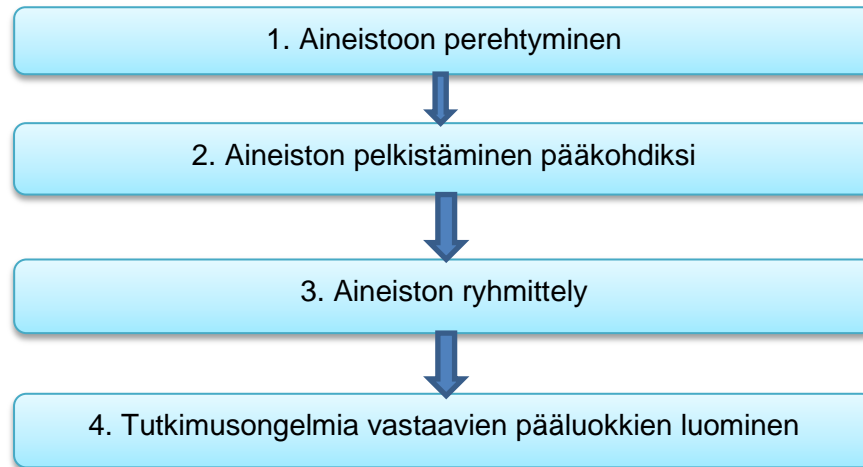 1. Aineistoon perehtyminen
2. Aineiston pelkistäminen pääkohdiksi
3. Aineiston ryhmittely
4. Tutkimusongelmia vastaavien pääluokkien luominen